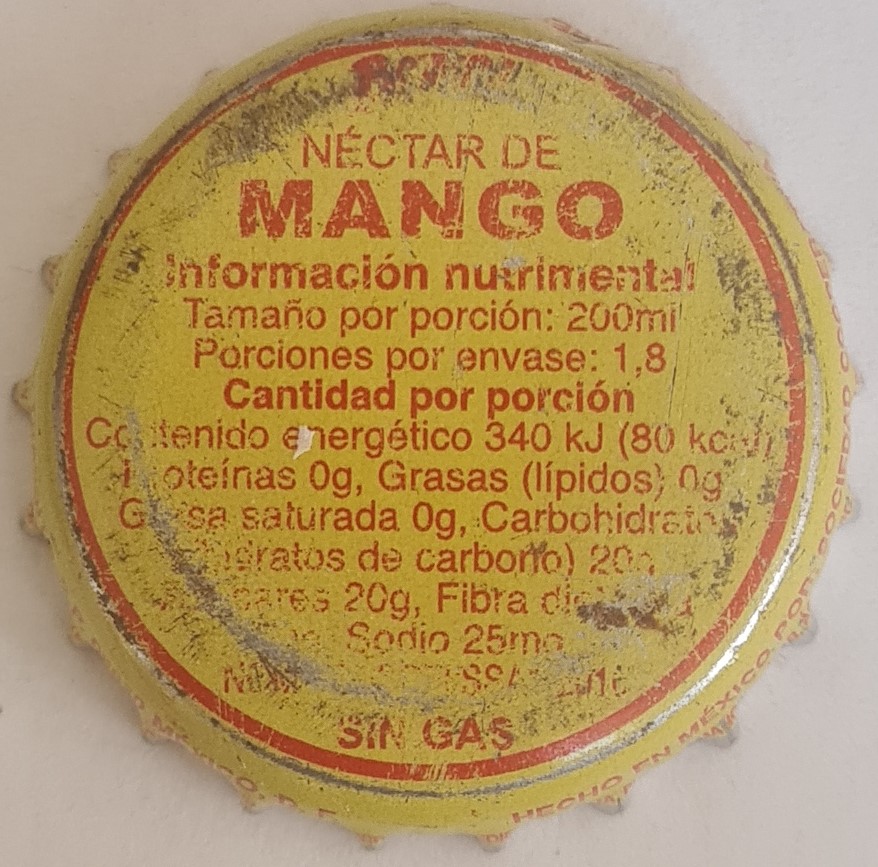 NÉCTAR DE
MANGO
Información nutrimental
Tamaño por porción: 200ml
Porciones por envase: 1,8
Cantidad por porción
Contenido energético 340 kJ (80 kcal)
Proteínas 0g, Grasas (lípidos) 0g
Grasa saturada 0g, Carbohidratos
de carbono) 20g
20g, Fibra
Sodio 25mg
SIN GAS
HECHO EN MÉXICO POR: SOCIEDAD